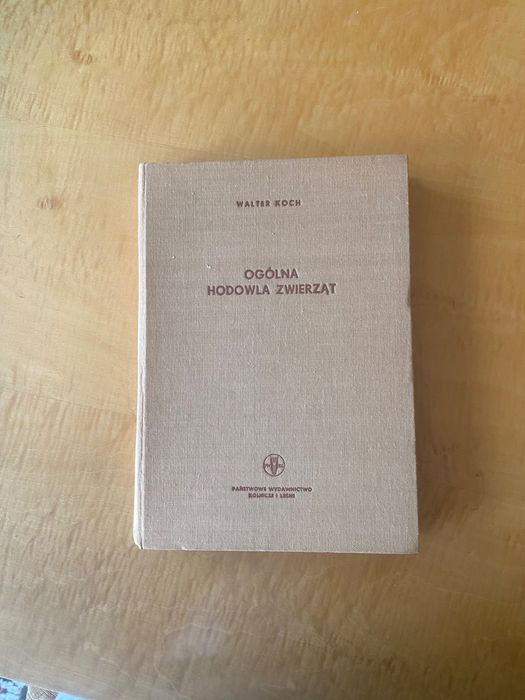 WALTER KOCH
OGÓLNA
HODOWLA ZWIERZĄT
PAŃSTWOWE WYDAWNICTWO
ROLNICZE I LEŚNE